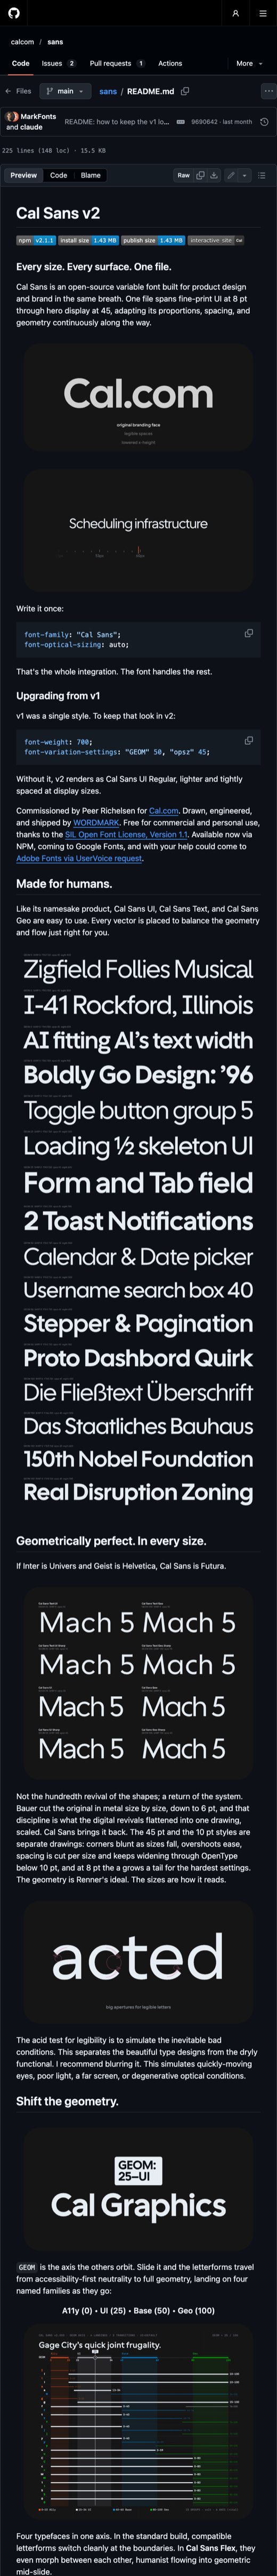 calcom / sans
Code Issues 2 Pull requests 1 Actions More
Files main sans / README.md
MarkFonts and claude README: how to keep the v1 lo... 9690642 · last month
225 lines (148 loc) · 15.5 KB
Preview Code Blame Raw
Cal Sans v2
npm v2.1.1 install size 1.43 MB publish size 1.43 MB interactive site
Every size. Every surface. One file.
Cal Sans is an open-source variable font built for product design
and brand in the same breath. One file spans fine-print UI at 8 pt
through hero display at 45, adapting its proportions, spacing, and
geometry continuously along the way.
Cal.com
original branding face
legible spaces
lowered x-height
Scheduling infrastructure
Write it once:
font-family: "Cal Sans";
font-optical-sizing: auto;
That's the whole integration. The font handles the rest.
Upgrading from v1
v1 was a single style. To keep that look in v2:
font-weight: 700;
font-variation-settings: "GEOM" 50, "opsz" 45;
Without it, v2 renders as Cal Sans UI Regular, lighter and tightly
spaced at display sizes.
Commissioned by Peer Richelsen for Cal.com. Drawn, engineered,
and shipped by WORDMARK. Free for commercial and personal use,
thanks to the SIL Open Font License, Version 1.1. Available now via
NPM, coming to Google Fonts, and with your help could come to
Adobe Fonts via UserVoice request.
Made for humans.
Like its namesake product, Cal Sans UI, Cal Sans Text, and Cal Sans
Geo are easy to use. Every vector is placed to balance the geometry
and flow just right for you.
Zigfield Follies Musical
I-41 Rockford, Illinois
AI fitting Al's text width
Boldly Go Design: ’96
Toggle button group 5
Loading ½ skeleton UI
Form and Tab field
2 Toast Notifications
Calendar & Date picker
Username search box 40
Stepper & Pagination
Proto Dashbord Quirk
Die Fließtext Überschrift
Das Staatliches Bauhaus
150th Nobel Foundation
Real Disruption Zoning
Geometrically perfect. In every size.
If Inter is Univers and Geist is Helvetica, Cal Sans is Futura.
Mach 5 Mach 5
Mach 5 Mach 5
Mach 5 Mach 5
Mach 5 Mach 5
Not the hundredth revival of the shapes; a return of the system.
Bauer cut the original in metal size by size, down to 6 pt, and that
discipline is what the digital revivals flattened into one drawing,
scaled. Cal Sans brings it back. The 45 pt and the 10 pt styles are
separate drawings: corners blunt as sizes fall, overshoots ease,
spacing is cut per size and keeps widening through OpenType
below 10 pt, and at 8 pt the a grows a tail for the hardest settings.
The geometry is Renner's ideal. The sizes are how it reads.
acted
big apertures for legible letters
The acid test for legibility is to simulate the inevitable bad
conditions. This separates the beautiful type designs from the dryly
functional. I recommend blurring it. This simulates quickly-moving
eyes, poor light, a far screen, or degenerative optical conditions.
Shift the geometry.
GEOM:
25–UI
Cal Graphics
GEOM is the axis the others orbit. Slide it and the letterforms travel
from accessibility-first neutrality to full geometry, landing on four
named families as they go:
A11y (0) • UI (25) • Base (50) • Geo (100)
Gage City's quick joint frugality.
Four typefaces in one axis. In the standard build, compatible
letterforms switch cleanly at the boundaries. In Cal Sans Flex, they
even morph between each other, humanist flowing into geometric
mid-slide.